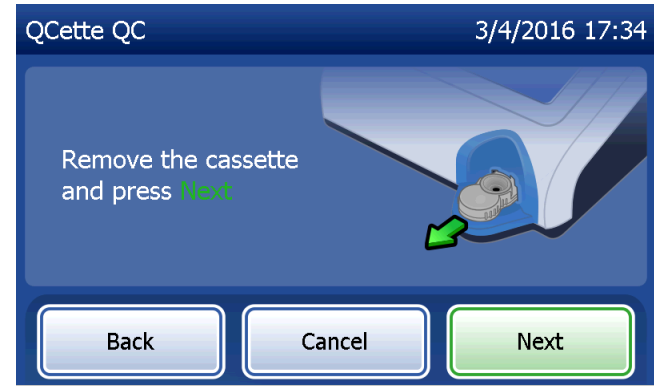 QCette QC 3/4/2016 17:34
Remove the cassette
and press Next
Back Cancel Next